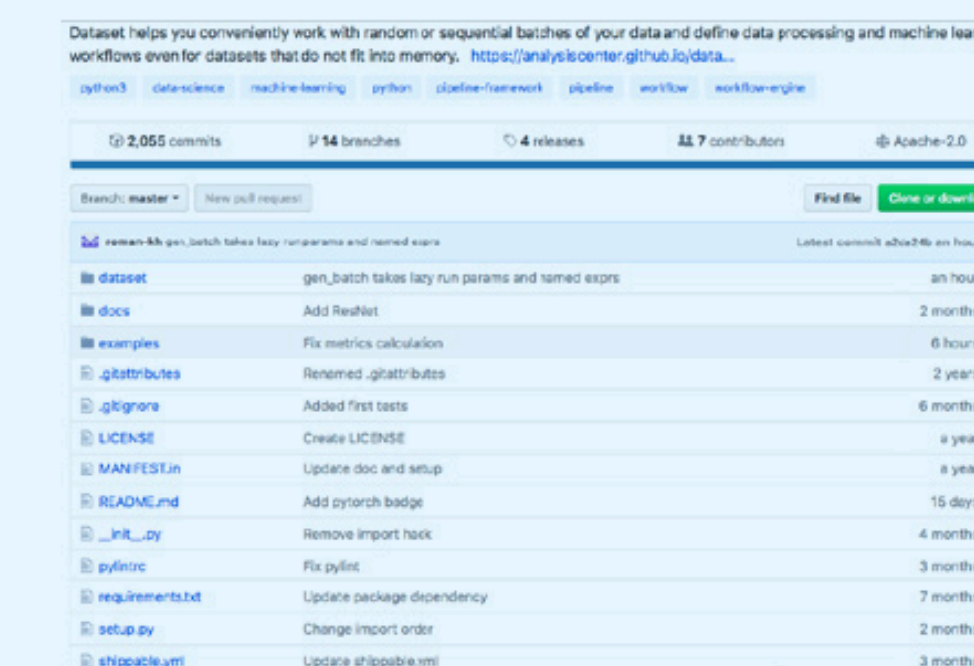 Dataset helps you conveniently work with random or sequential batches of your data and define data processing and machine lear
workflows even for datasets that do not fit into memory. https://analysiscenter.github.io/data...
python3 data-science machine-learning python pipeline-framework pipeline workflow workflow-engine
2,055 commits 14 branches 4 releases 7 contributors Apache-2.0
Branch: master New pull request Find file Clone or downl
roman-kh gen_batch takes lazy run params and named exprs Latest commit a2ca24b an hou
dataset gen_batch takes lazy run params and named exprs an hou
docs Add ResNet 2 month
examples Fix metrics calculation 6 hour
.gitattributes Renamed .gitattributes 2 year
.gitignore Added first tests 6 month
LICENSE Create LICENSE a yea
MANIFEST.in Update doc and setup a yea
README.md Add pytorch badge 15 day
__init__.py Remove import hack 4 month
pylintrc Fix pylint 3 month
requirements.txt Update package dependency 7 month
setup.py Change import order 2 month
shippable.yml Update shippable.yml 3 month